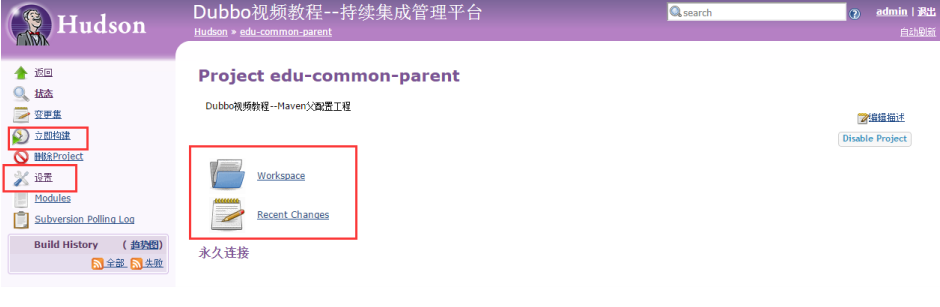 Hudson
Dubbo视频教程--持续集成管理平台
search
admin | 退出
Hudson » edu-common-parent
自动刷新
返回
状态
变更集
立即构建
删除Project
设置
Modules
Subversion Polling Log
Build History (趋势图)
全部 失败
Project edu-common-parent
Dubbo视频教程--Maven父配置工程
编辑描述
Disable Project
Workspace
Recent Changes
永久连接